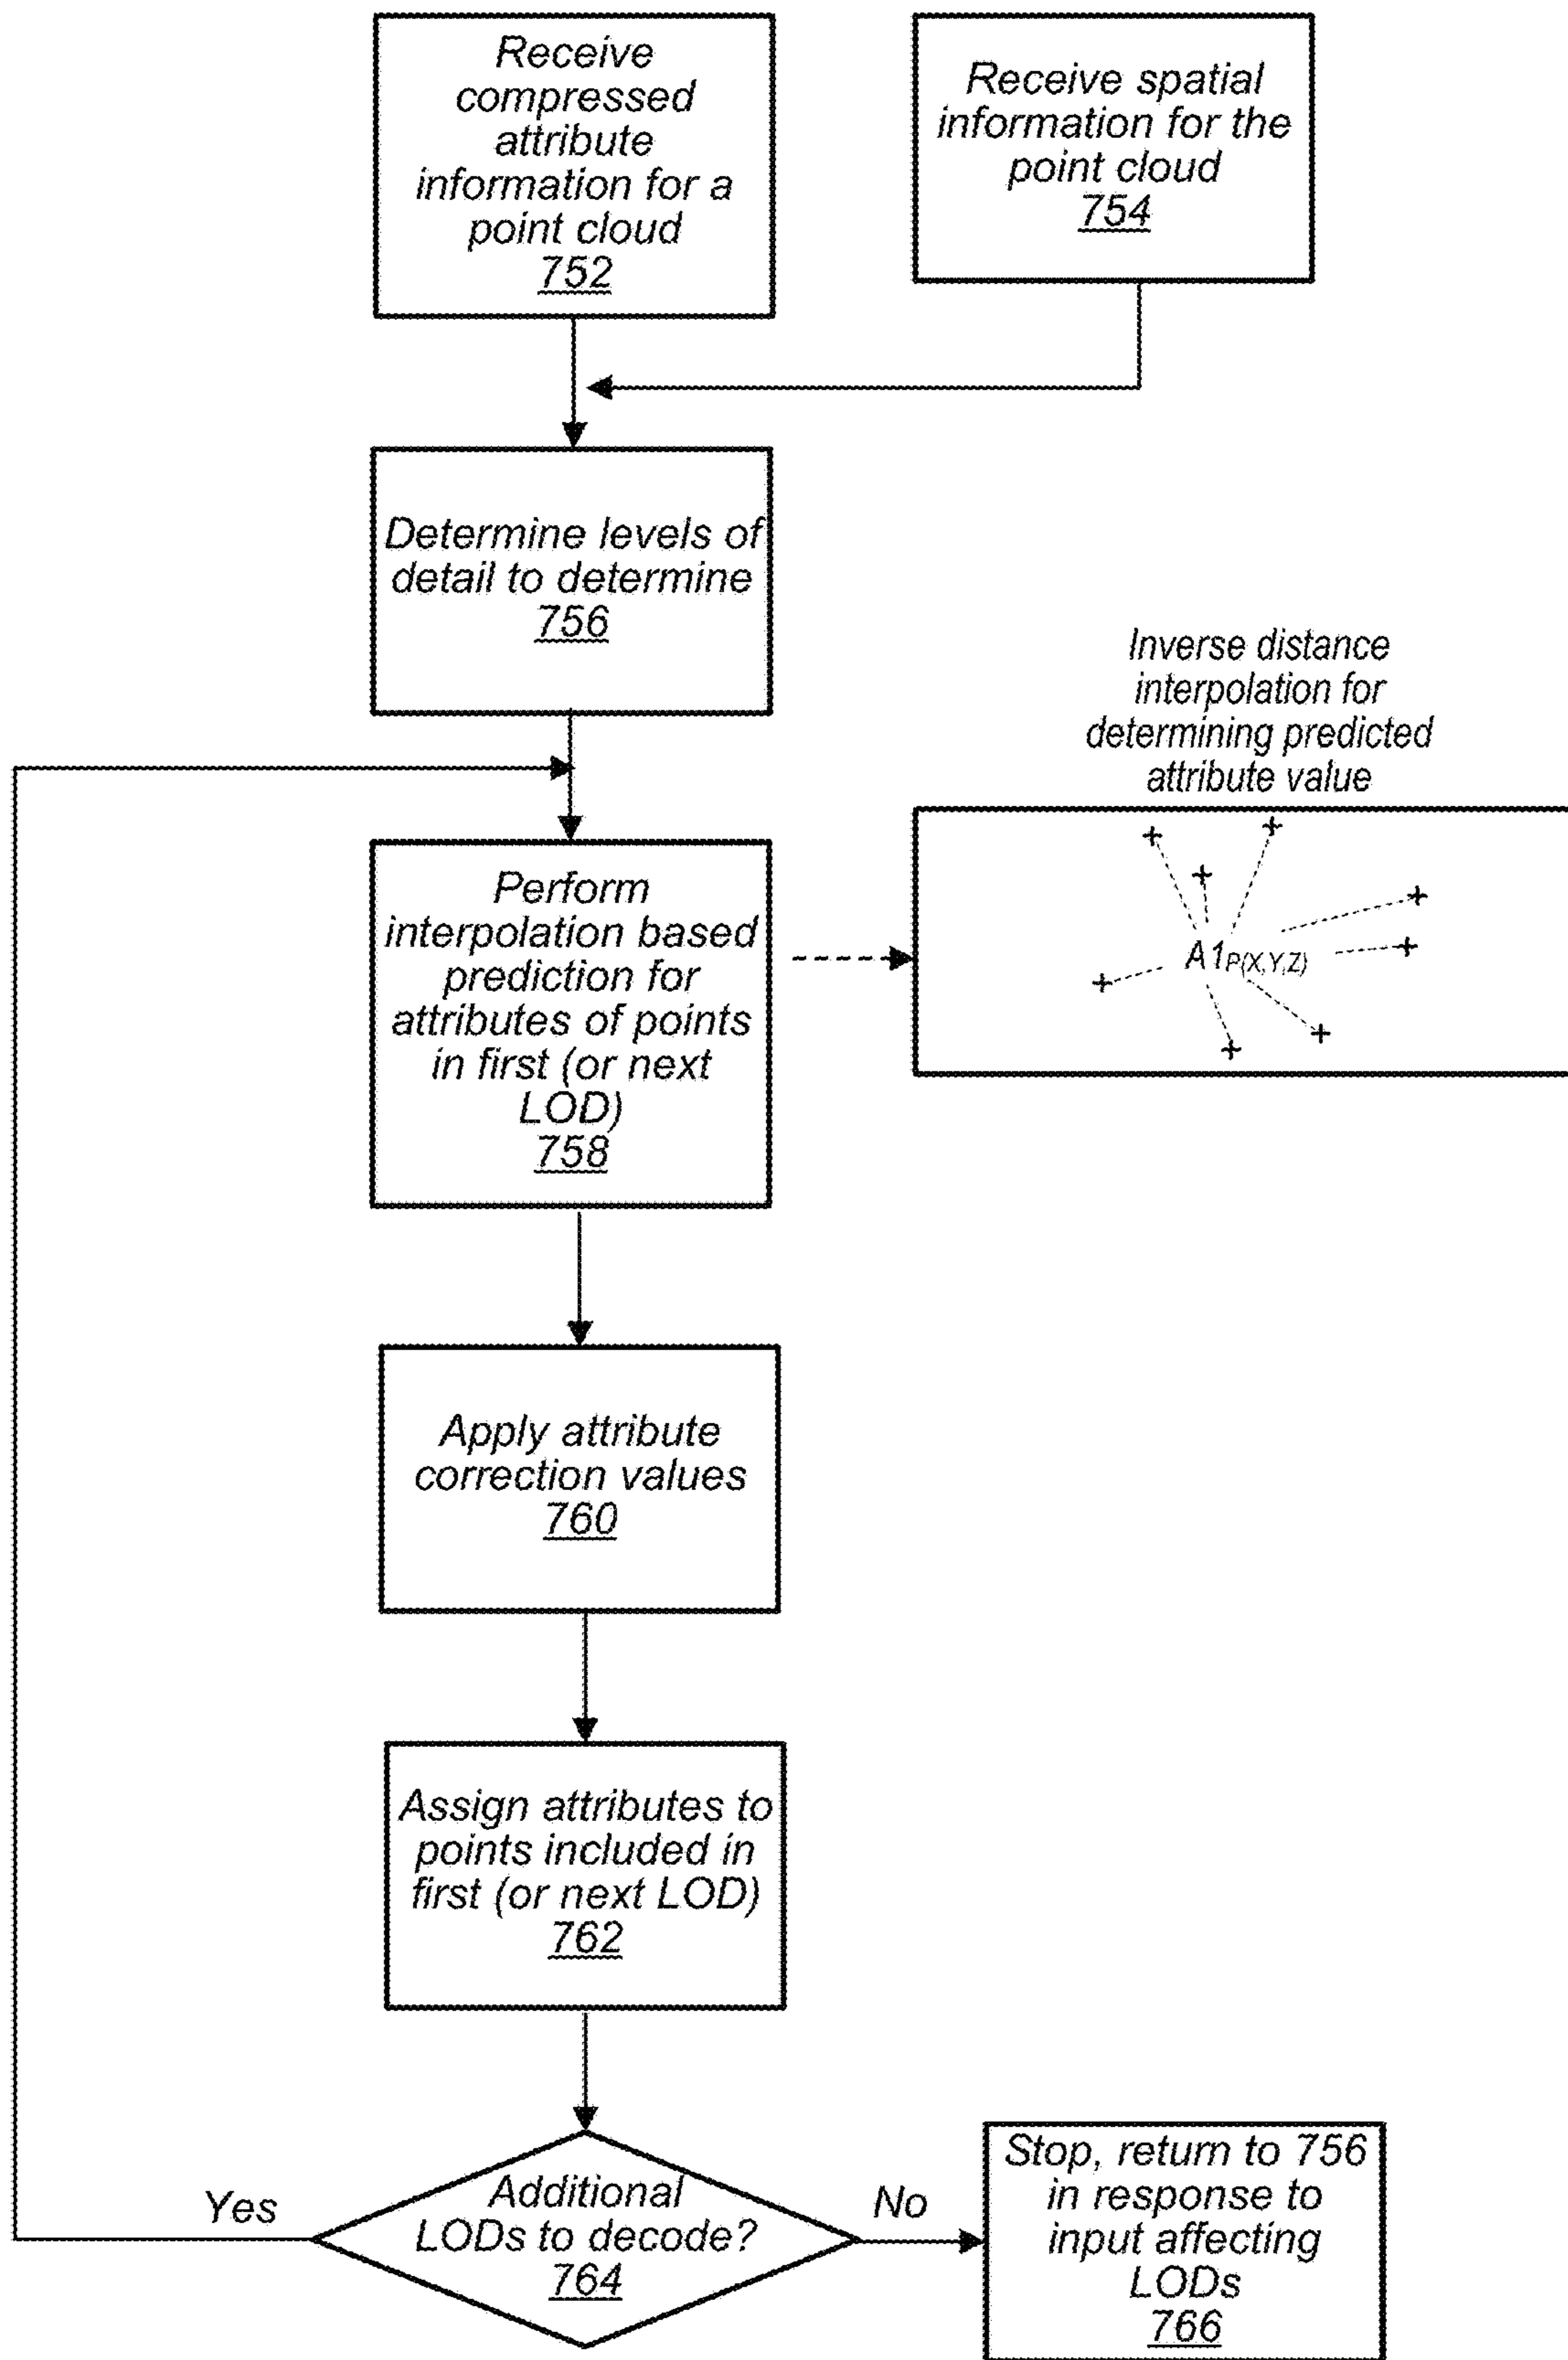 Receive
compressed
attribute
information for a
point cloud
752
Receive spatial
information for the
point cloud
754
Determine levels of
detail to determine
756
Inverse distance
interpolation for
determining predicted
attribute value
Perform
interpolation based
prediction for
attributes of points
in first (or next
LOD)
758
A1P(X,Y,Z)
Apply attribute
correction values
760
Assign attributes to
points included in
first (or next LOD)
762
Additional
LODs to decode?
764
Yes
No
Stop, return to 756
in response to
input affecting
LODs
766